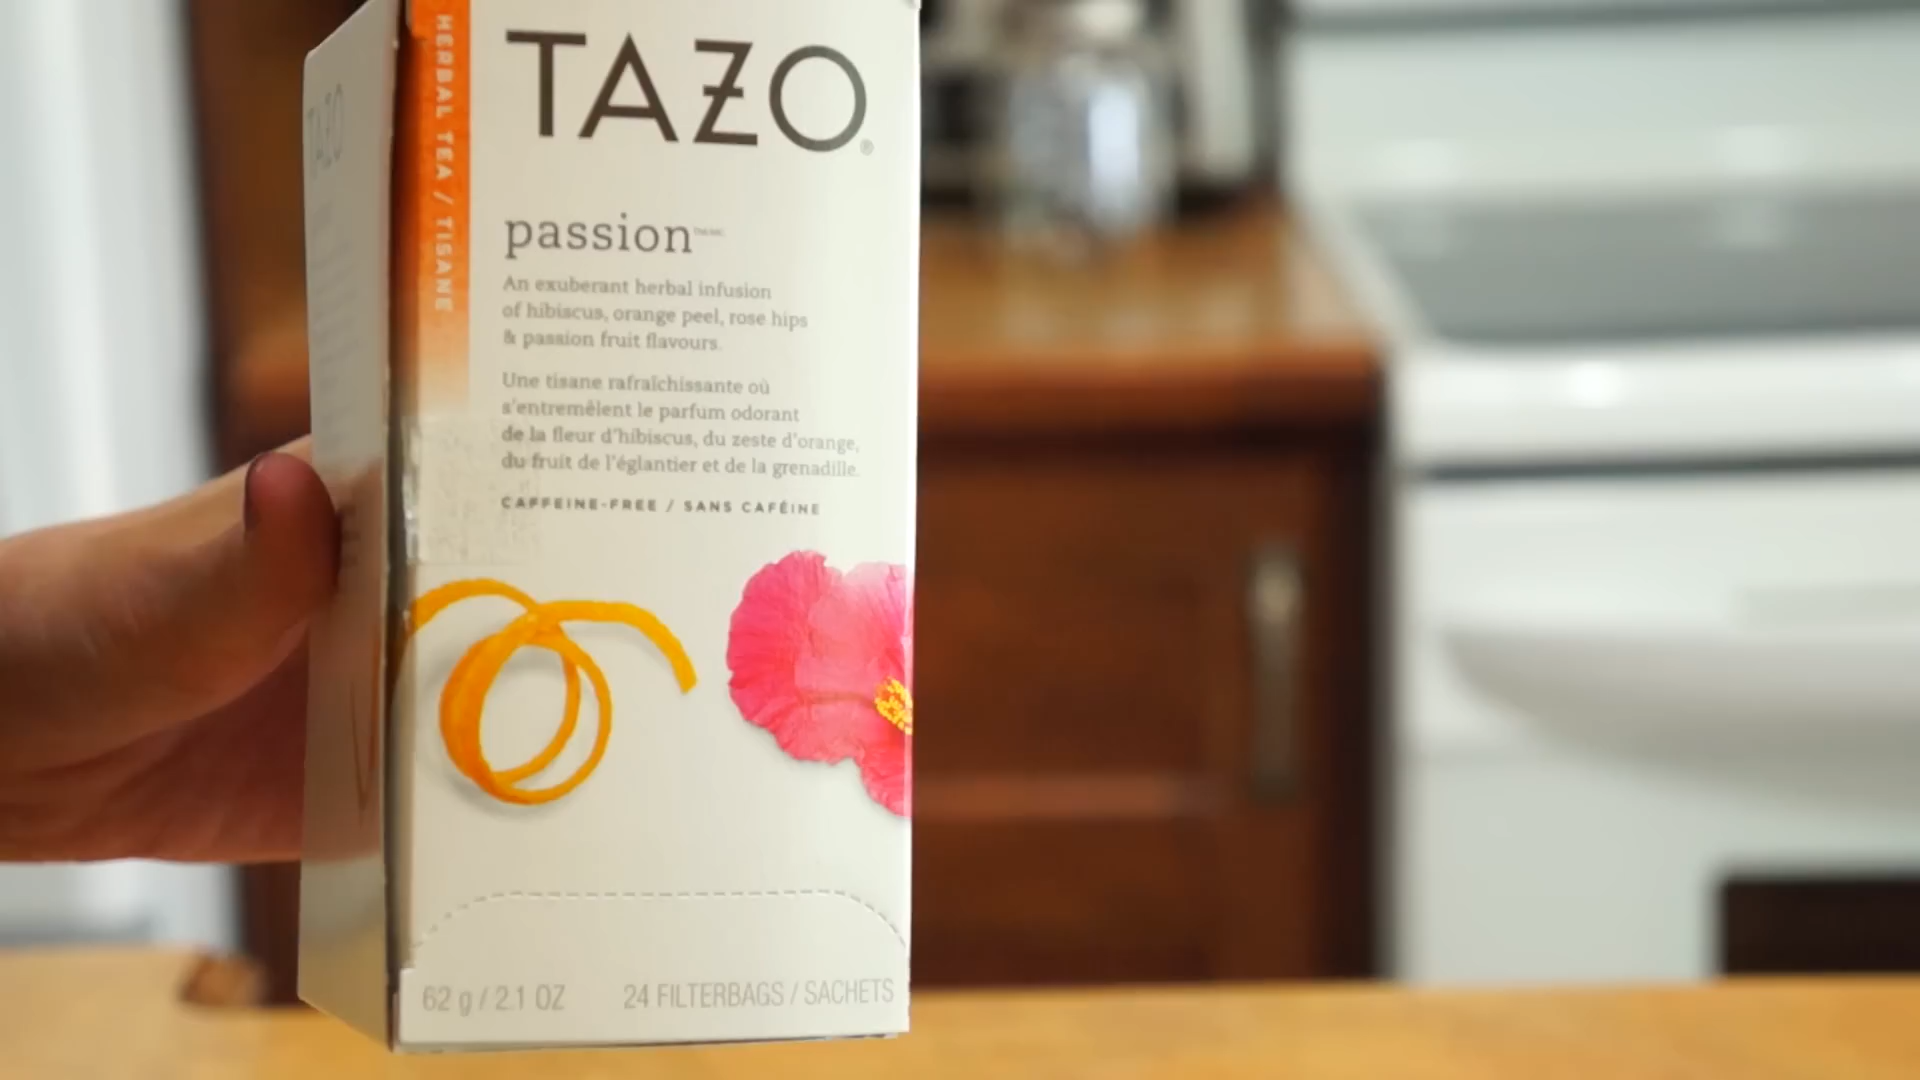 TAZO
HERBAL TEA / TISANE
TAZO®
passion
An exuberant herbal infusion
of hibiscus, orange peel, rose hips
& passion fruit flavours.
Une tisane rafraîchissante où
s'entremêlent le parfum odorant
de la fleur d'hibiscus, du zeste d'orange,
du fruit de l'églantier et de la grenadille.
CAFFEINE-FREE / SANS CAFÉINE
62 g / 2.1 OZ
24 FILTERBAGS / SACHETS